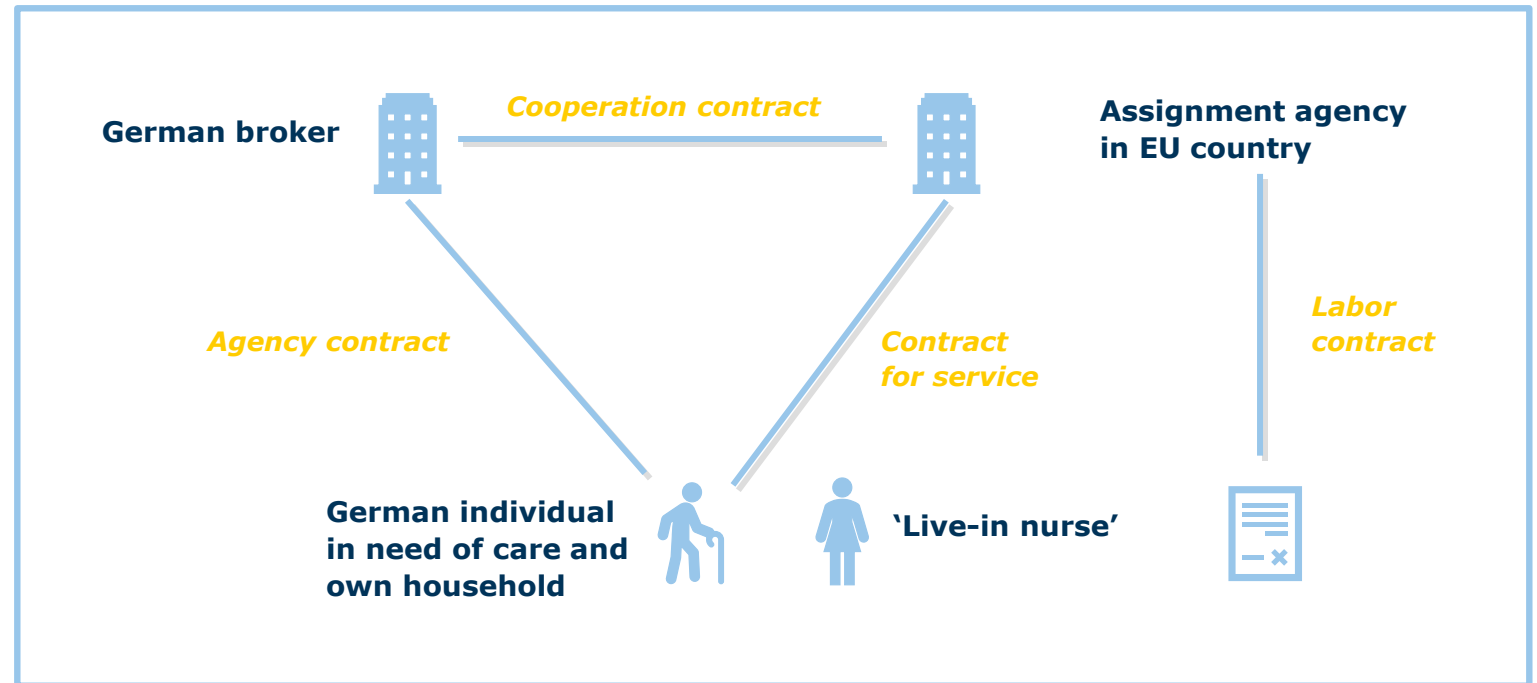 Cooperation contract
German broker
Assignment agency
in EU country
Agency contract
Contract
for service
Labor
contract
German individual
in need of care and
own household
‘Live-in nurse’